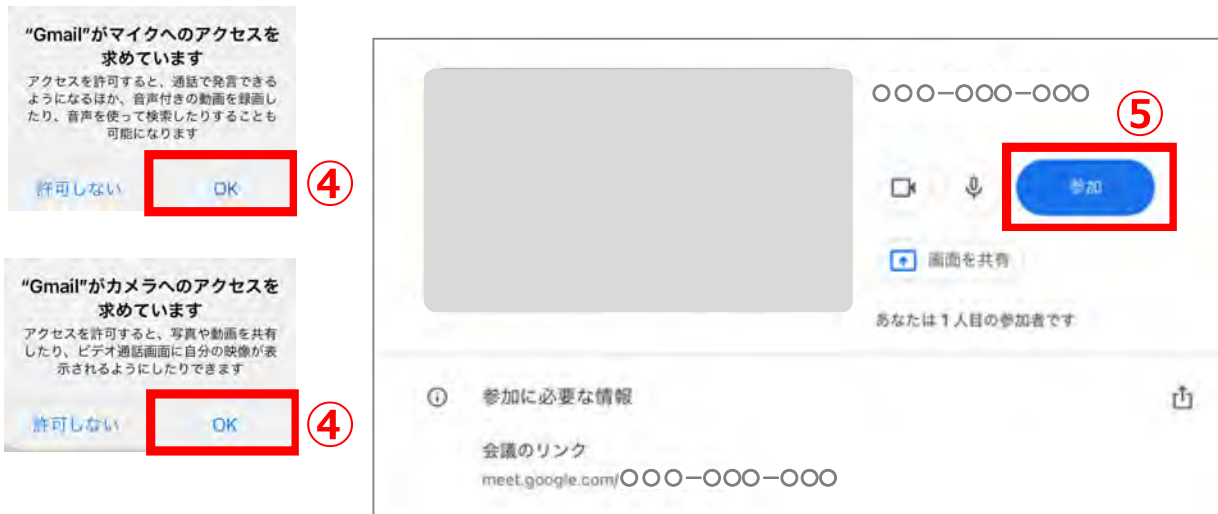 “Gmail”がマイクへのアクセスを
求めています
アクセスを許可すると、通話で発言できる
ようになるほか、音声付きの動画を録画し
たり、音声を使って検索したりすることも
可能になります
許可しない
OK
④
“Gmail”がカメラへのアクセスを
求めています
アクセスを許可すると、写真や動画を共有
したり、ビデオ通話画面に自分の映像が表
示されるようにしたりできます
許可しない
OK
④
○○○-○○○-○○○
⑤
参加
画面を共有
あなたは1人目の参加者です
参加に必要な情報
会議のリンク
meet.google.com/○○○-○○○-○○○